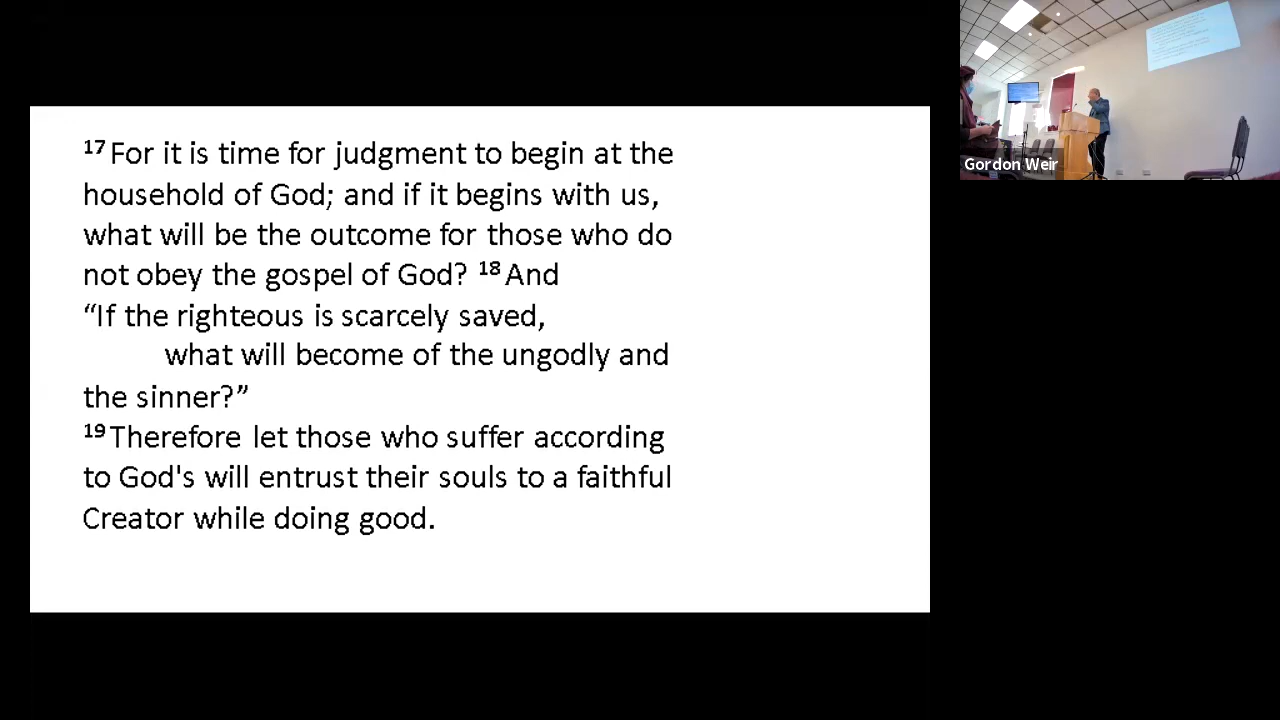 17 For it is time for judgment to begin at the
household of God; and if it begins with us,
what will be the outcome for those who do
not obey the gospel of God? 18 And
“If the righteous is scarcely saved,
what will become of the ungodly and
the sinner?”
19 Therefore let those who suffer according
to God's will entrust their souls to a faithful
Creator while doing good.
Gordon Weir